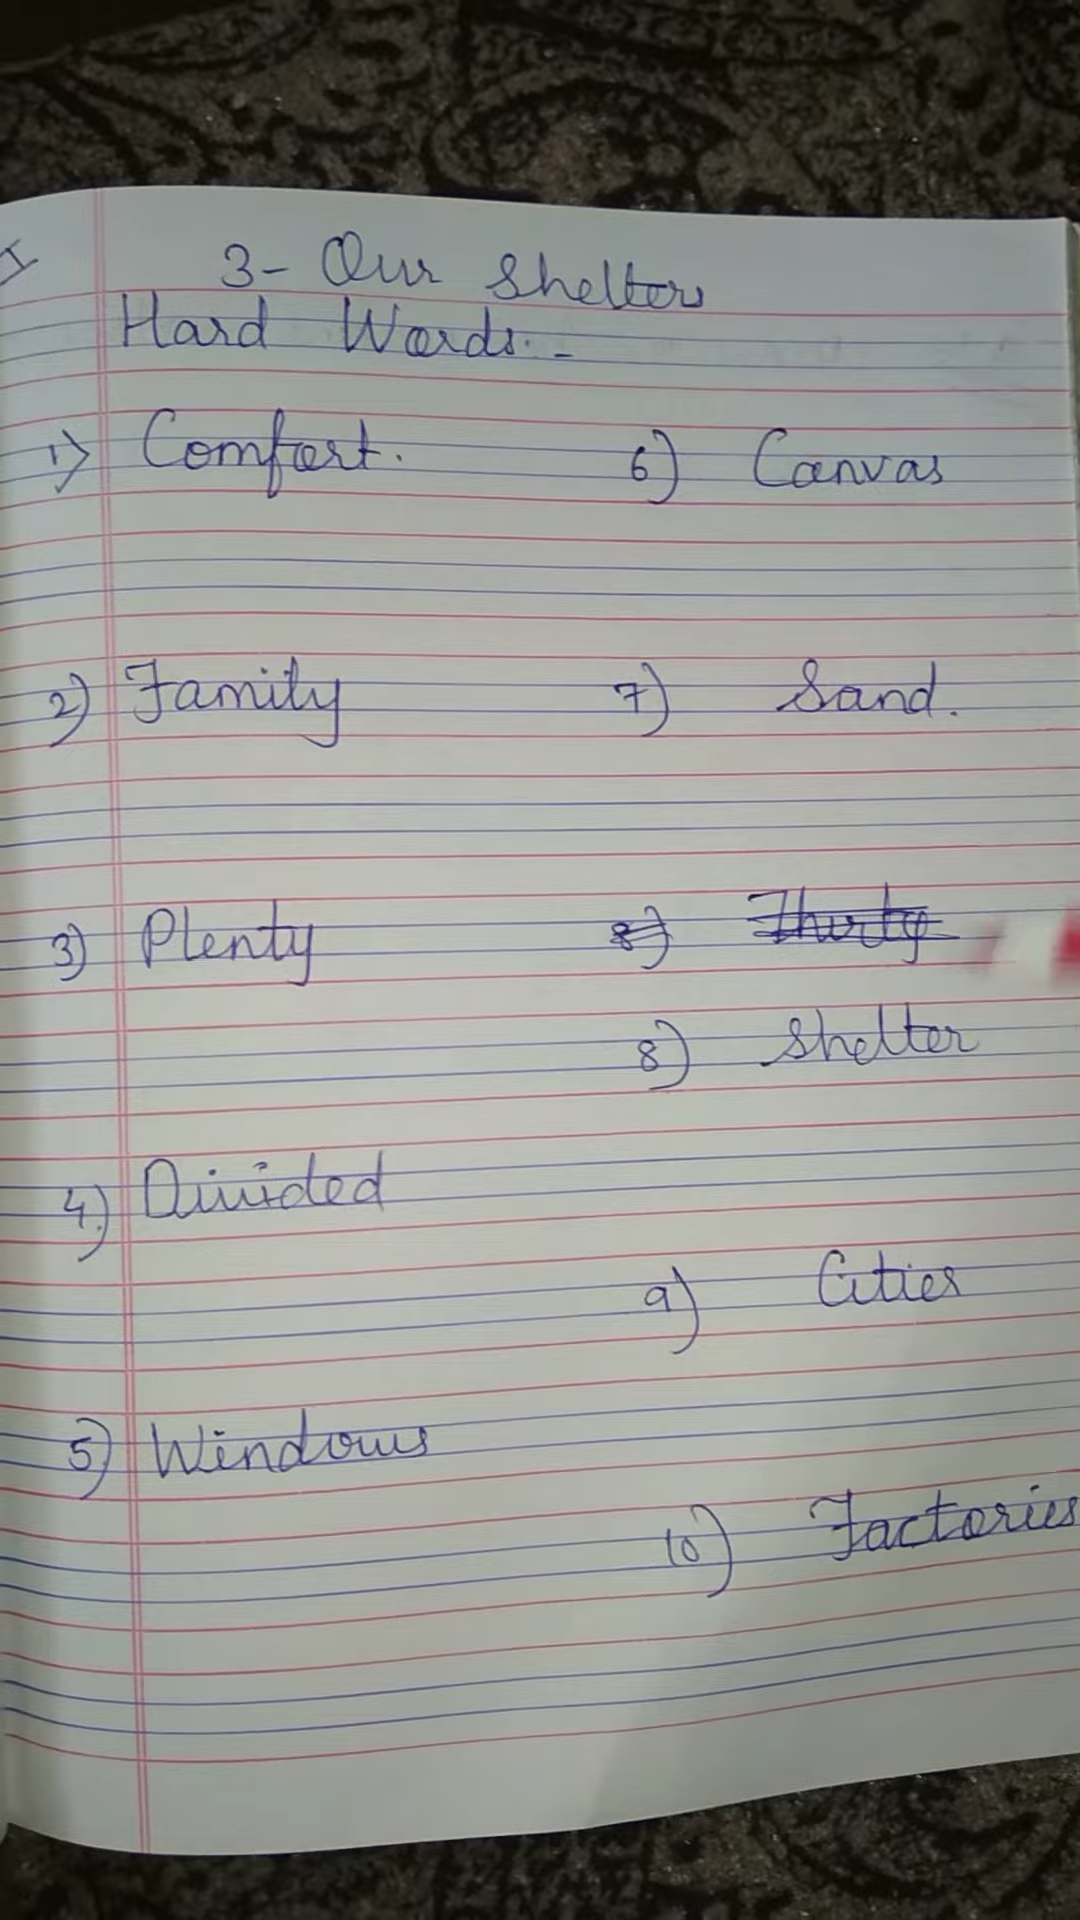 3- Our Shelter
Hard Words:-
1) Comfort.
2) Family
3) Plenty
4) Divided
5) Windows
6) Canvas
7) Sand.
8)
8) Shelter
9) Cities
10) Factories